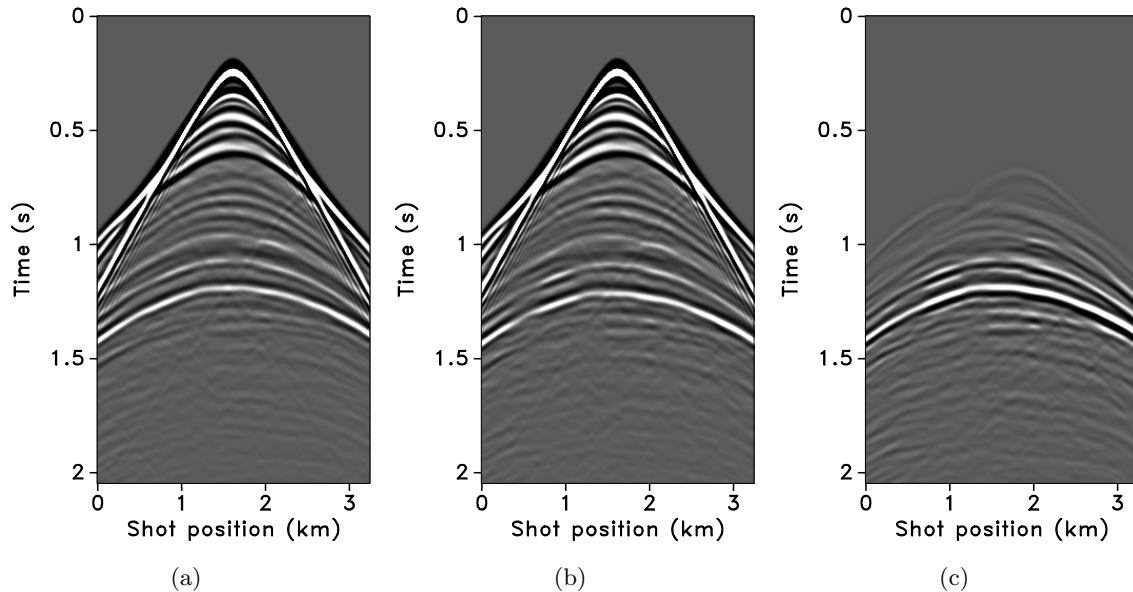 0 0 0
0.5 0.5 0.5
1 1 1
1.5 1.5 1.5
2 2 2
Time (s) Time (s) Time (s)
0 1 2 3 0 1 2 3 0 1 2 3
Shot position (km) Shot position (km) Shot position (km)
(a) (b) (c)